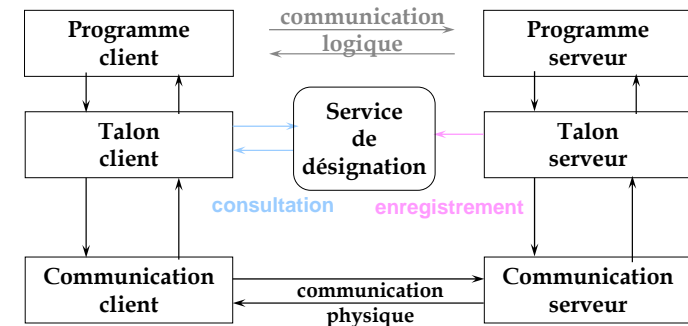 communication
logique
Programme
client
Programme
serveur
Talon
client
Service
de
désignation
Talon
serveur
consultation
enregistrement
Communication
client
communication
physique
Communication
serveur